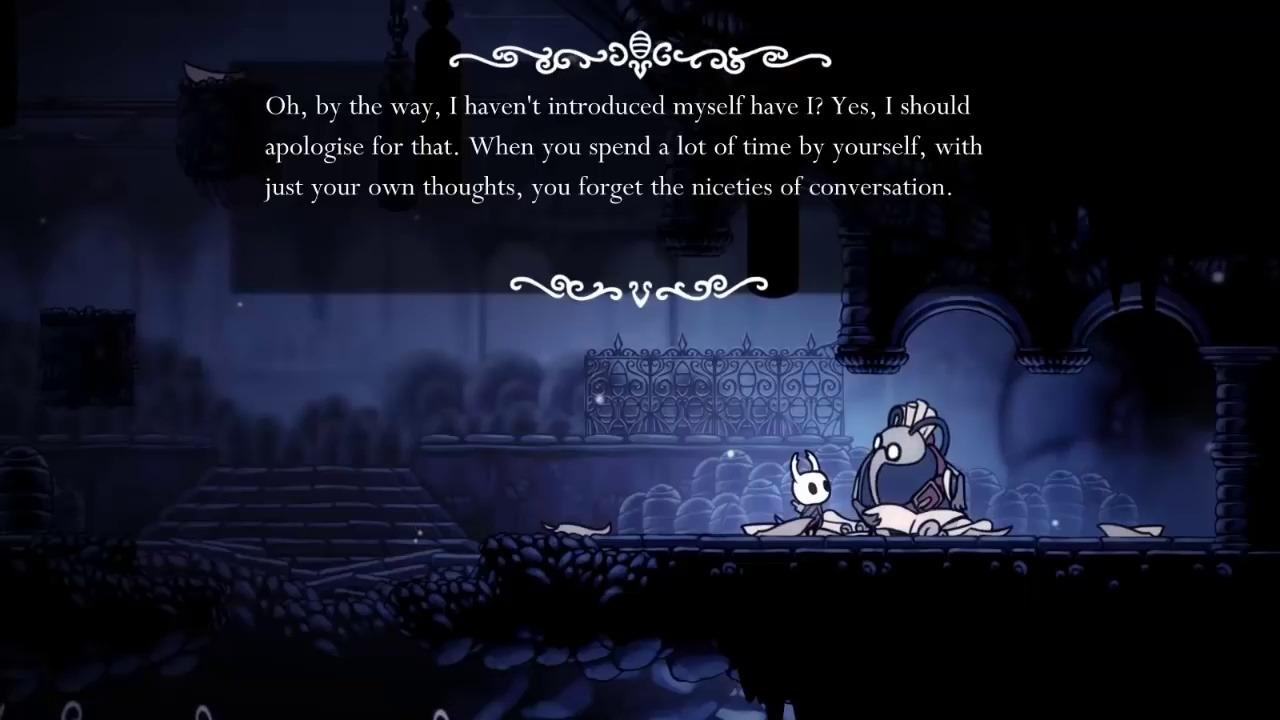 Oh, by the way, I haven't introduced myself have I? Yes, I should
apologise for that. When you spend a lot of time by yourself, with
just your own thoughts, you forget the niceties of conversation.